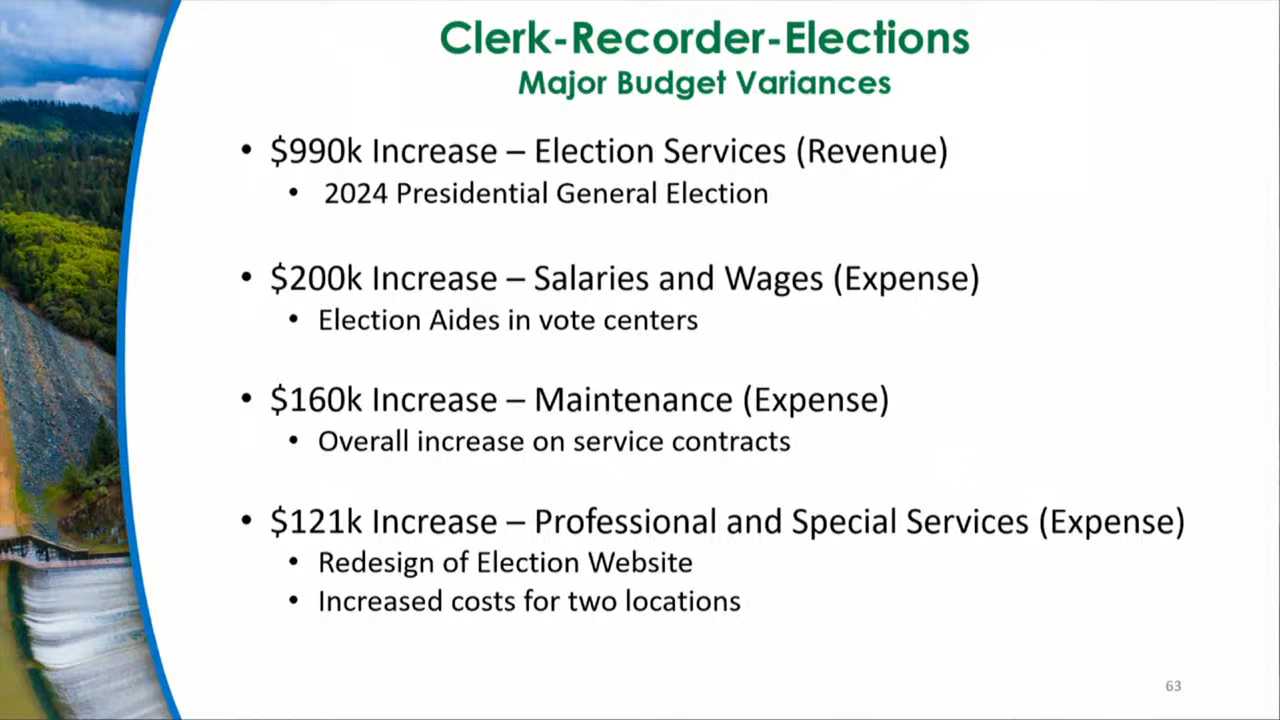 Clerk-Recorder-Elections
Major Budget Variances
• $990k Increase – Election Services (Revenue)
• 2024 Presidential General Election
• $200k Increase – Salaries and Wages (Expense)
• Election Aides in vote centers
• $160k Increase – Maintenance (Expense)
• Overall increase on service contracts
• $121k Increase – Professional and Special Services (Expense)
• Redesign of Election Website
• Increased costs for two locations
63